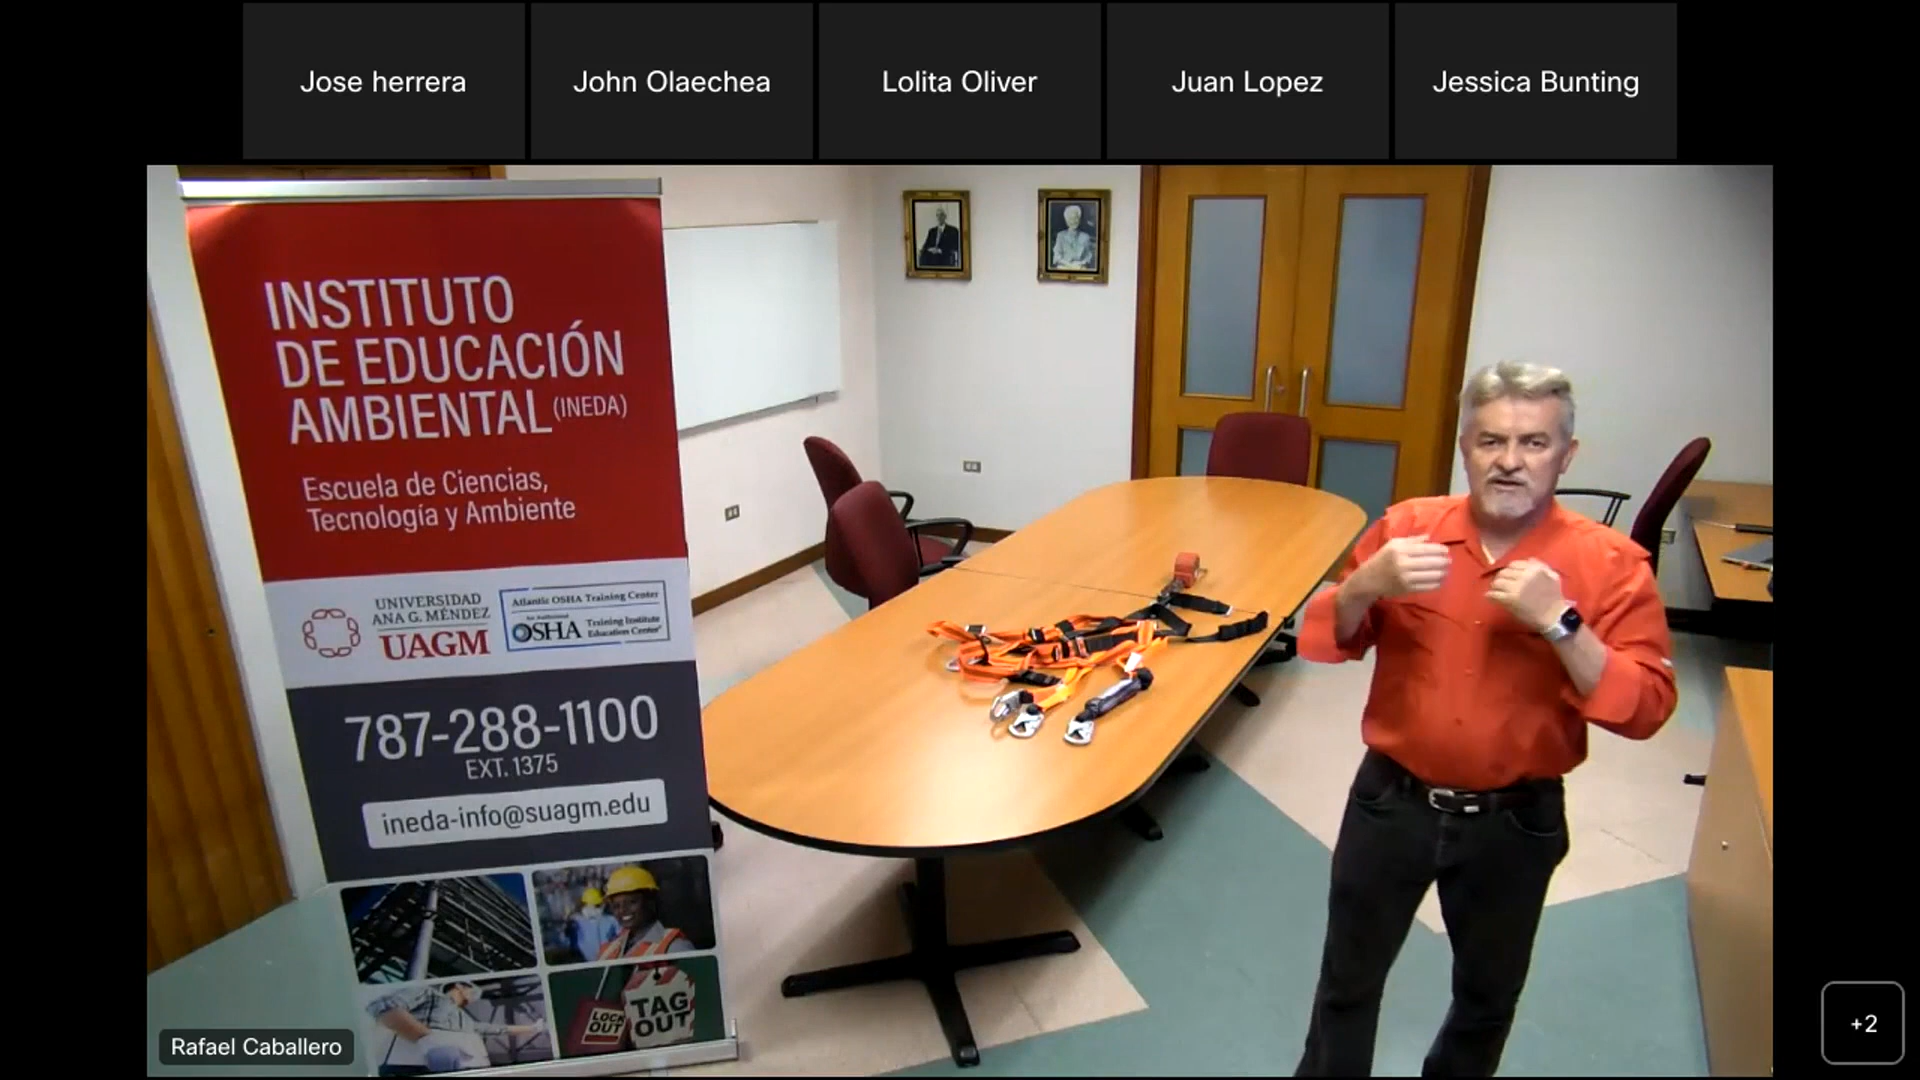 Jose herrera
John Olaechea
Lolita Oliver
Juan Lopez
Jessica Bunting
INSTITUTO
DE EDUCACIÓN
AMBIENTAL (INEDA)
Escuela de Ciencias,
Tecnología y Ambiente
UNIVERSIDAD
ANA G. MÉNDEZ
UAGM
Atlantic OSHA Training Center
OSHA
Training Institute
Education Center
787-288-1100
EXT. 1375
ineda-info@suagm.edu
LOCK
OUT
TAG
OUT
Rafael Caballero
+2